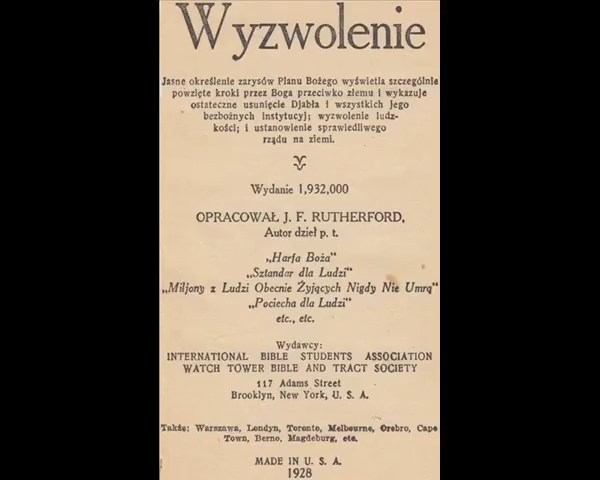 Wyzwolenie
Jasne określenie zarysów Planu Bożego wyświetla szczególnie
powzięte kroki przez Boga przeciwko złemu i wykazuje
ostateczne usunięcie Djabła i wszystkich jego
bezbożnych instytucyj; wyzwolenie ludz-
kości; i ustanowienie sprawiedliwego
rządu na ziemi.
Wydanie 1,932,000
OPRACOWAŁ J. F. RUTHERFORD,
Autor dzieł p. t.
„Harfa Boża"
„Sztandar dla Ludzi"
„Miljony z Ludzi Obecnie Żyjących Nigdy Nie Umrą"
„Pociecha dla Ludzi"
etc., etc.
Wydawcy:
INTERNATIONAL BIBLE STUDENTS ASSOCIATION
WATCH TOWER BIBLE AND TRACT SOCIETY
117 Adams Street
Brooklyn, New York, U. S. A.
Także: Warszawa, Londyn, Toronto, Melbourne, Orebro, Cape
Town, Berno, Magdeburg, etc.
MADE IN U. S. A.
1928